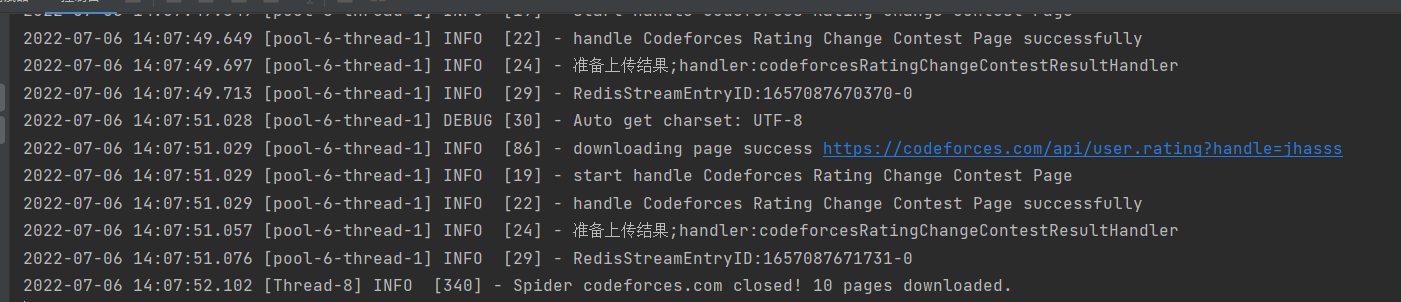 控制台
start handle Codeforces Rating Change Contest Page
2022-07-06 14:07:49.649 [pool-6-thread-1] INFO  [22] - handle Codeforces Rating Change Contest Page successfully
2022-07-06 14:07:49.697 [pool-6-thread-1] INFO  [24] - 准备上传结果;handler:codeforcesRatingChangeContestResultHandler
2022-07-06 14:07:49.713 [pool-6-thread-1] INFO  [29] - RedisStreamEntryID:1657087670370-0
2022-07-06 14:07:51.028 [pool-6-thread-1] DEBUG [30] - Auto get charset: UTF-8
2022-07-06 14:07:51.029 [pool-6-thread-1] INFO  [86] - downloading page success https://codeforces.com/api/user.rating?handle=jhasss
2022-07-06 14:07:51.029 [pool-6-thread-1] INFO  [19] - start handle Codeforces Rating Change Contest Page
2022-07-06 14:07:51.029 [pool-6-thread-1] INFO  [22] - handle Codeforces Rating Change Contest Page successfully
2022-07-06 14:07:51.057 [pool-6-thread-1] INFO  [24] - 准备上传结果;handler:codeforcesRatingChangeContestResultHandler
2022-07-06 14:07:51.076 [pool-6-thread-1] INFO  [29] - RedisStreamEntryID:1657087671731-0
2022-07-06 14:07:52.102 [Thread-8] INFO  [340] - Spider codeforces.com closed! 10 pages downloaded.